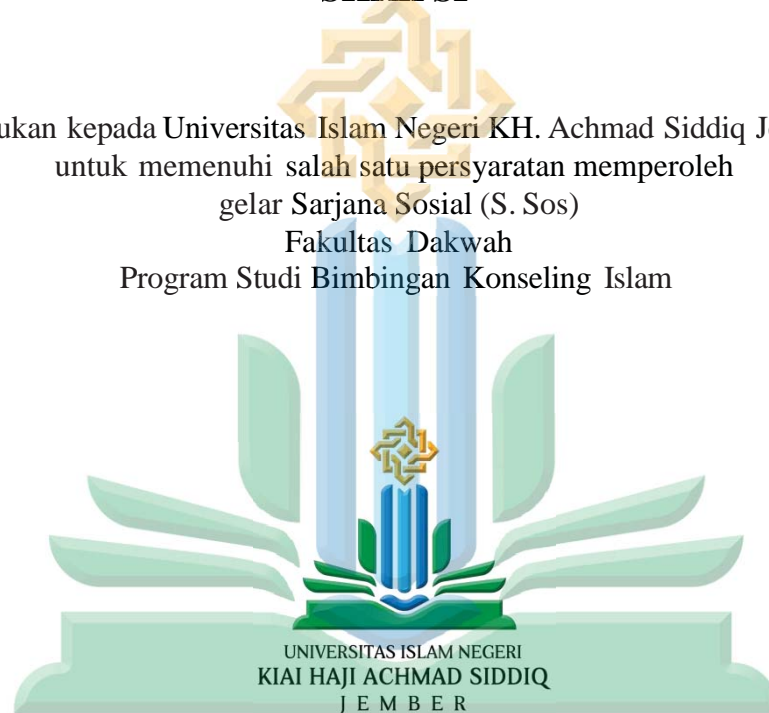 ukan kepada Universitas Islam Negeri KH. Achmad Siddiq J
untuk memenuhi salah satu persyaratan memperoleh
gelar Sarjana Sosial (S. Sos)
Fakultas Dakwah
Program Studi Bimbingan Konseling Islam
UNIVERSITAS ISLAM NEGERI
KIAI HAJI ACHMAD SIDDIQ
JEMBER